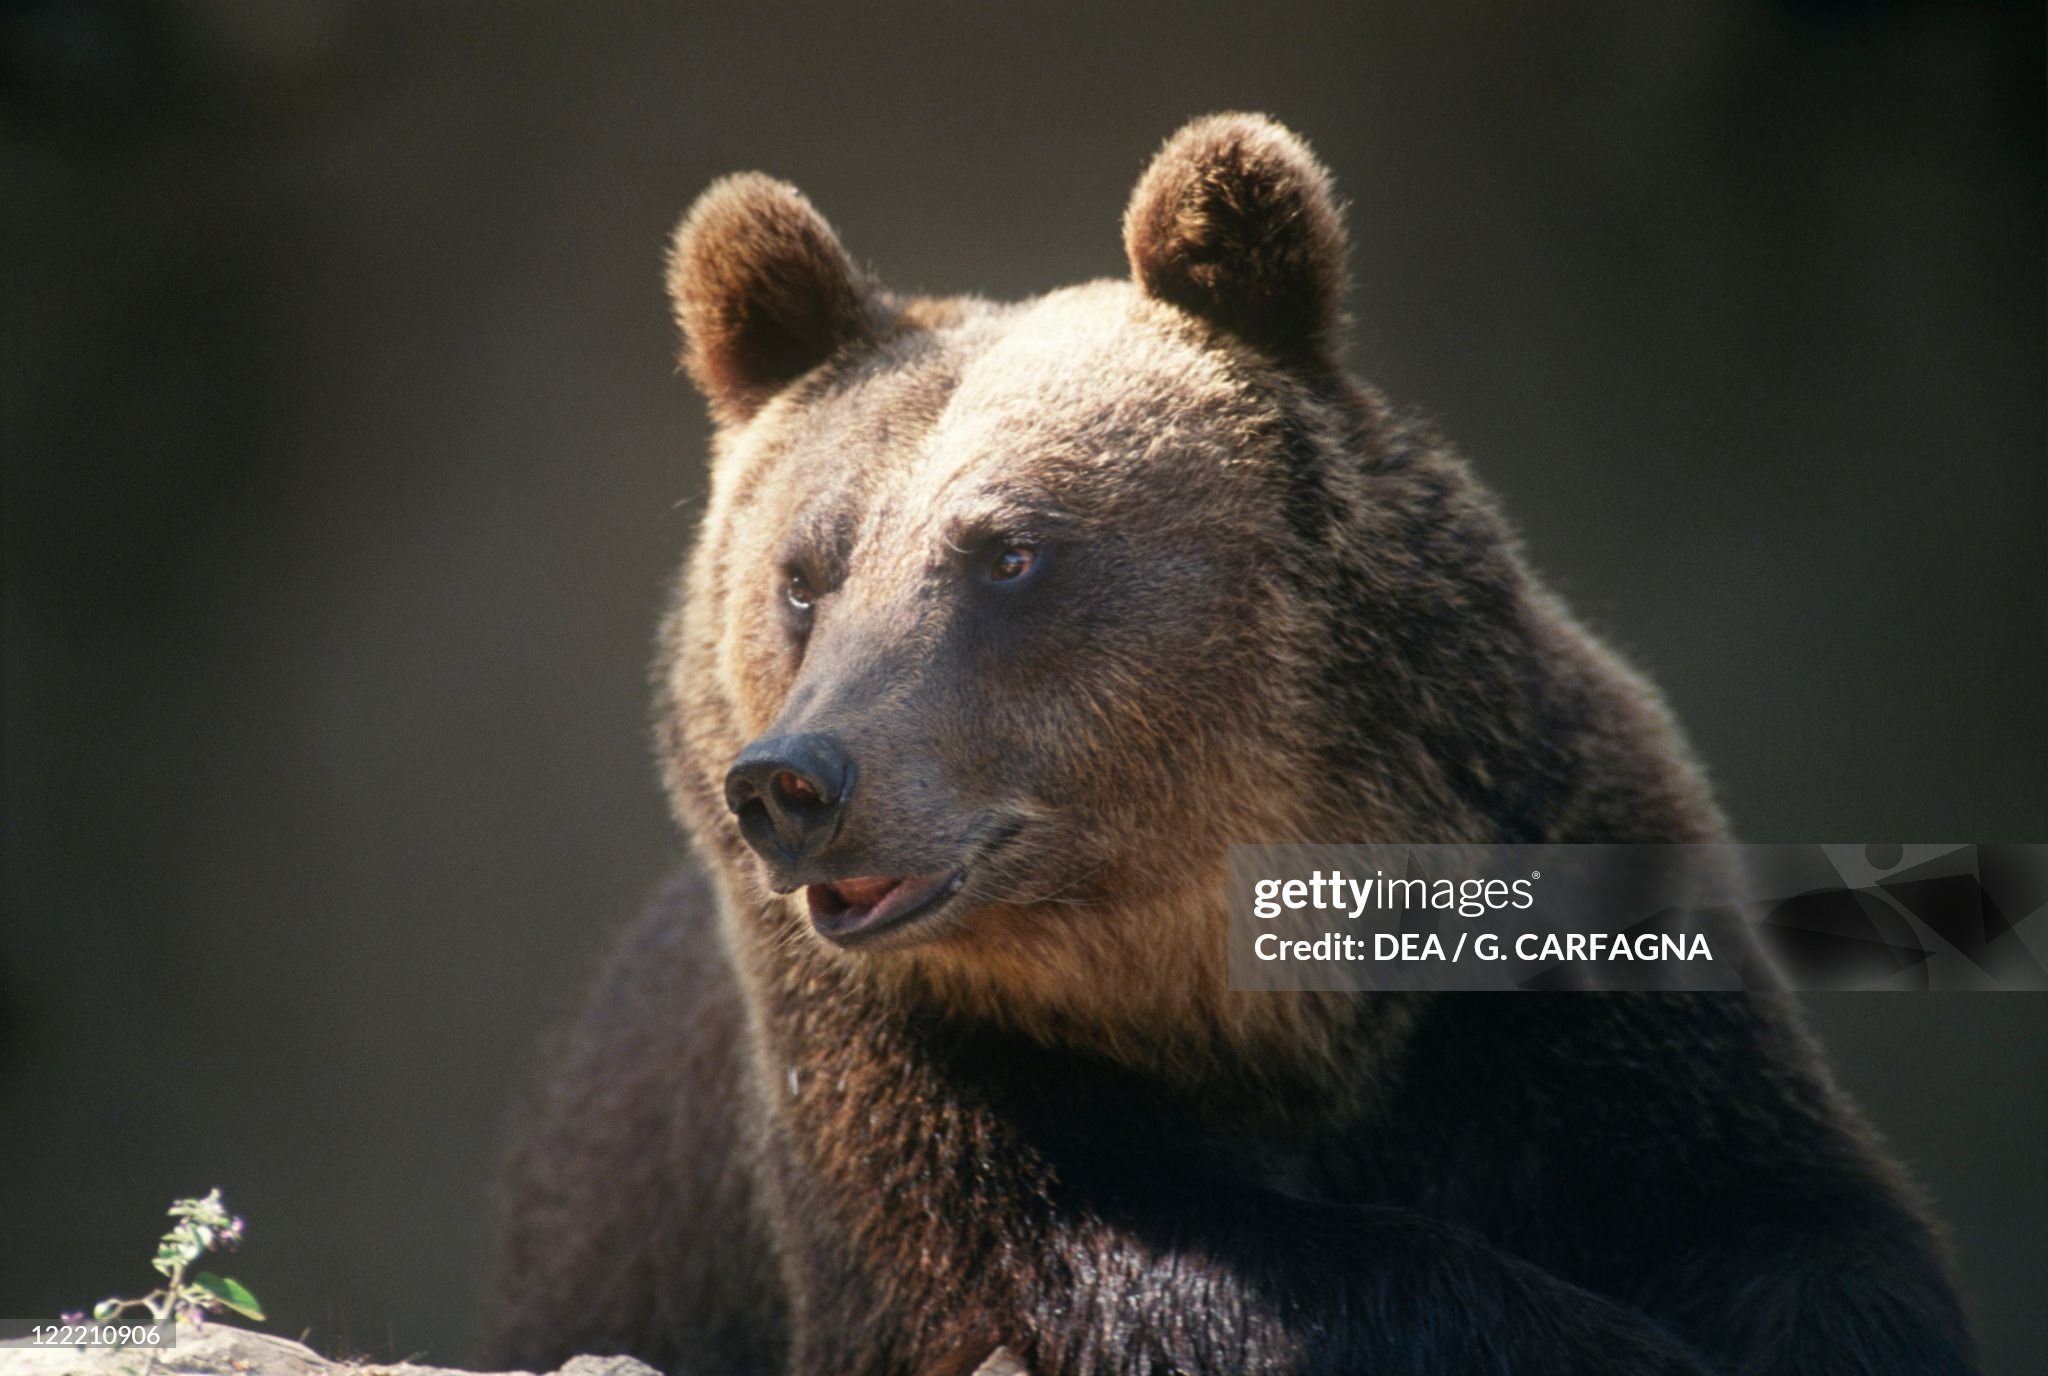 gettyimages®
Credit: DEA / G. CARFAGNA
122210906